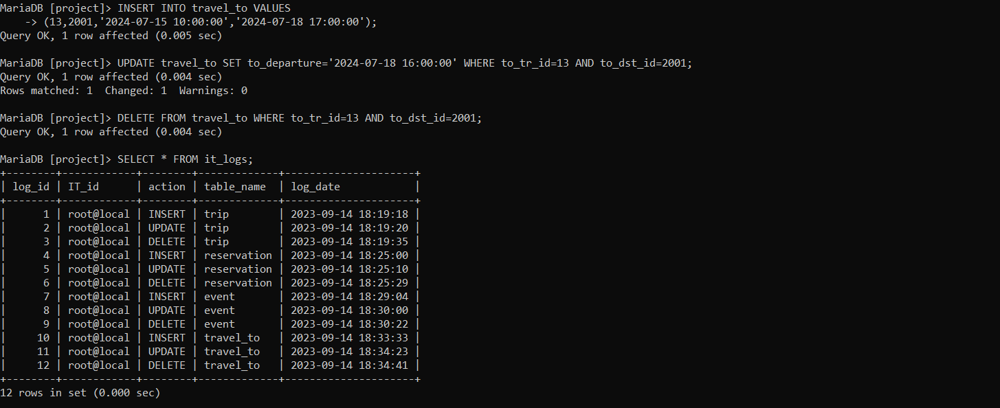 MariaDB [project]> INSERT INTO travel_to VALUES
    -> (13,2001,'2024-07-15 10:00:00','2024-07-18 17:00:00');
Query OK, 1 row affected (0.005 sec)

MariaDB [project]> UPDATE travel_to SET to_departure='2024-07-18 16:00:00' WHERE to_tr_id=13 AND to_dst_id=2001;
Query OK, 1 row affected (0.004 sec)
Rows matched: 1  Changed: 1  Warnings: 0

MariaDB [project]> DELETE FROM travel_to WHERE to_tr_id=13 AND to_dst_id=2001;
Query OK, 1 row affected (0.004 sec)

MariaDB [project]> SELECT * FROM it_logs;
+--------+------------+--------+-------------+---------------------+
| log_id | IT_id      | action | table_name  | log_date            |
+--------+------------+--------+-------------+---------------------+
|      1 | root@local | INSERT | trip        | 2023-09-14 18:19:18 |
|      2 | root@local | UPDATE | trip        | 2023-09-14 18:19:20 |
|      3 | root@local | DELETE | trip        | 2023-09-14 18:19:35 |
|      4 | root@local | INSERT | reservation | 2023-09-14 18:25:00 |
|      5 | root@local | UPDATE | reservation | 2023-09-14 18:25:10 |
|      6 | root@local | DELETE | reservation | 2023-09-14 18:25:29 |
|      7 | root@local | INSERT | event       | 2023-09-14 18:29:04 |
|      8 | root@local | UPDATE | event       | 2023-09-14 18:30:00 |
|      9 | root@local | DELETE | event       | 2023-09-14 18:30:22 |
|     10 | root@local | INSERT | travel_to   | 2023-09-14 18:33:33 |
|     11 | root@local | UPDATE | travel_to   | 2023-09-14 18:34:23 |
|     12 | root@local | DELETE | travel_to   | 2023-09-14 18:34:41 |
+--------+------------+--------+-------------+---------------------+
12 rows in set (0.000 sec)